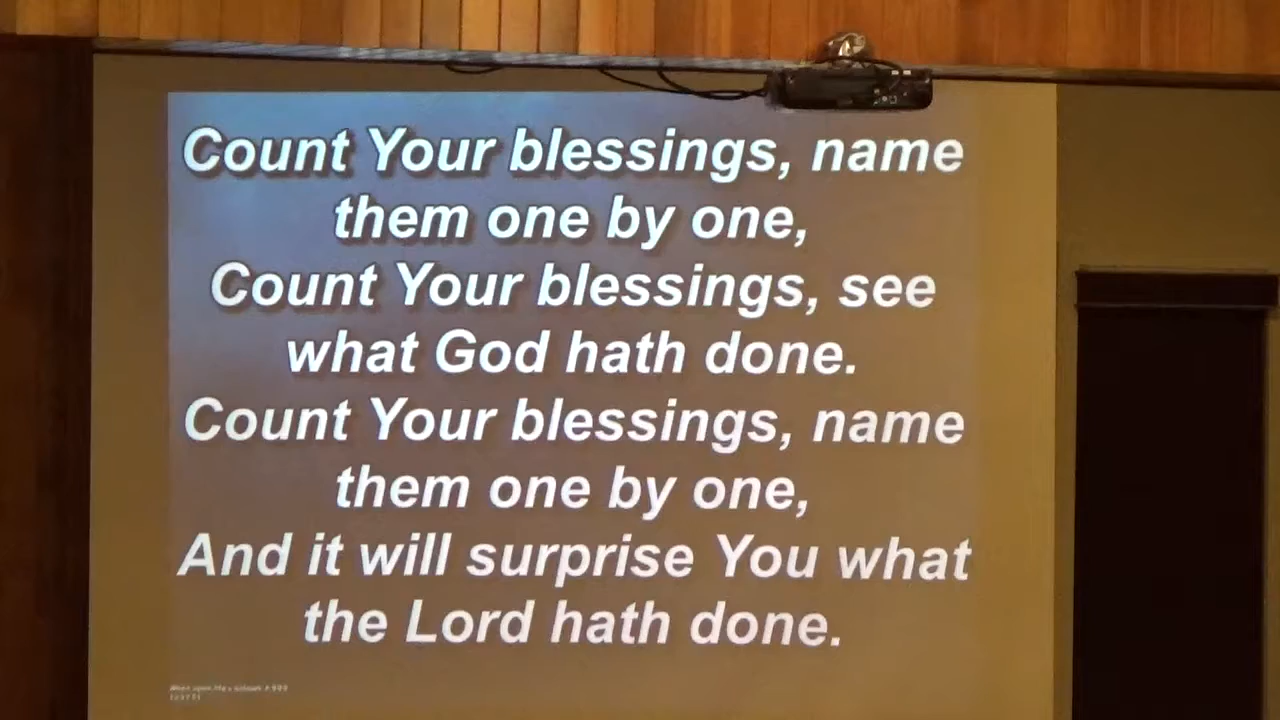 Count Your blessings, name
them one by one,
Count Your blessings, see
what God hath done.
Count Your blessings, name
them one by one,
And it will surprise You what
the Lord hath done.